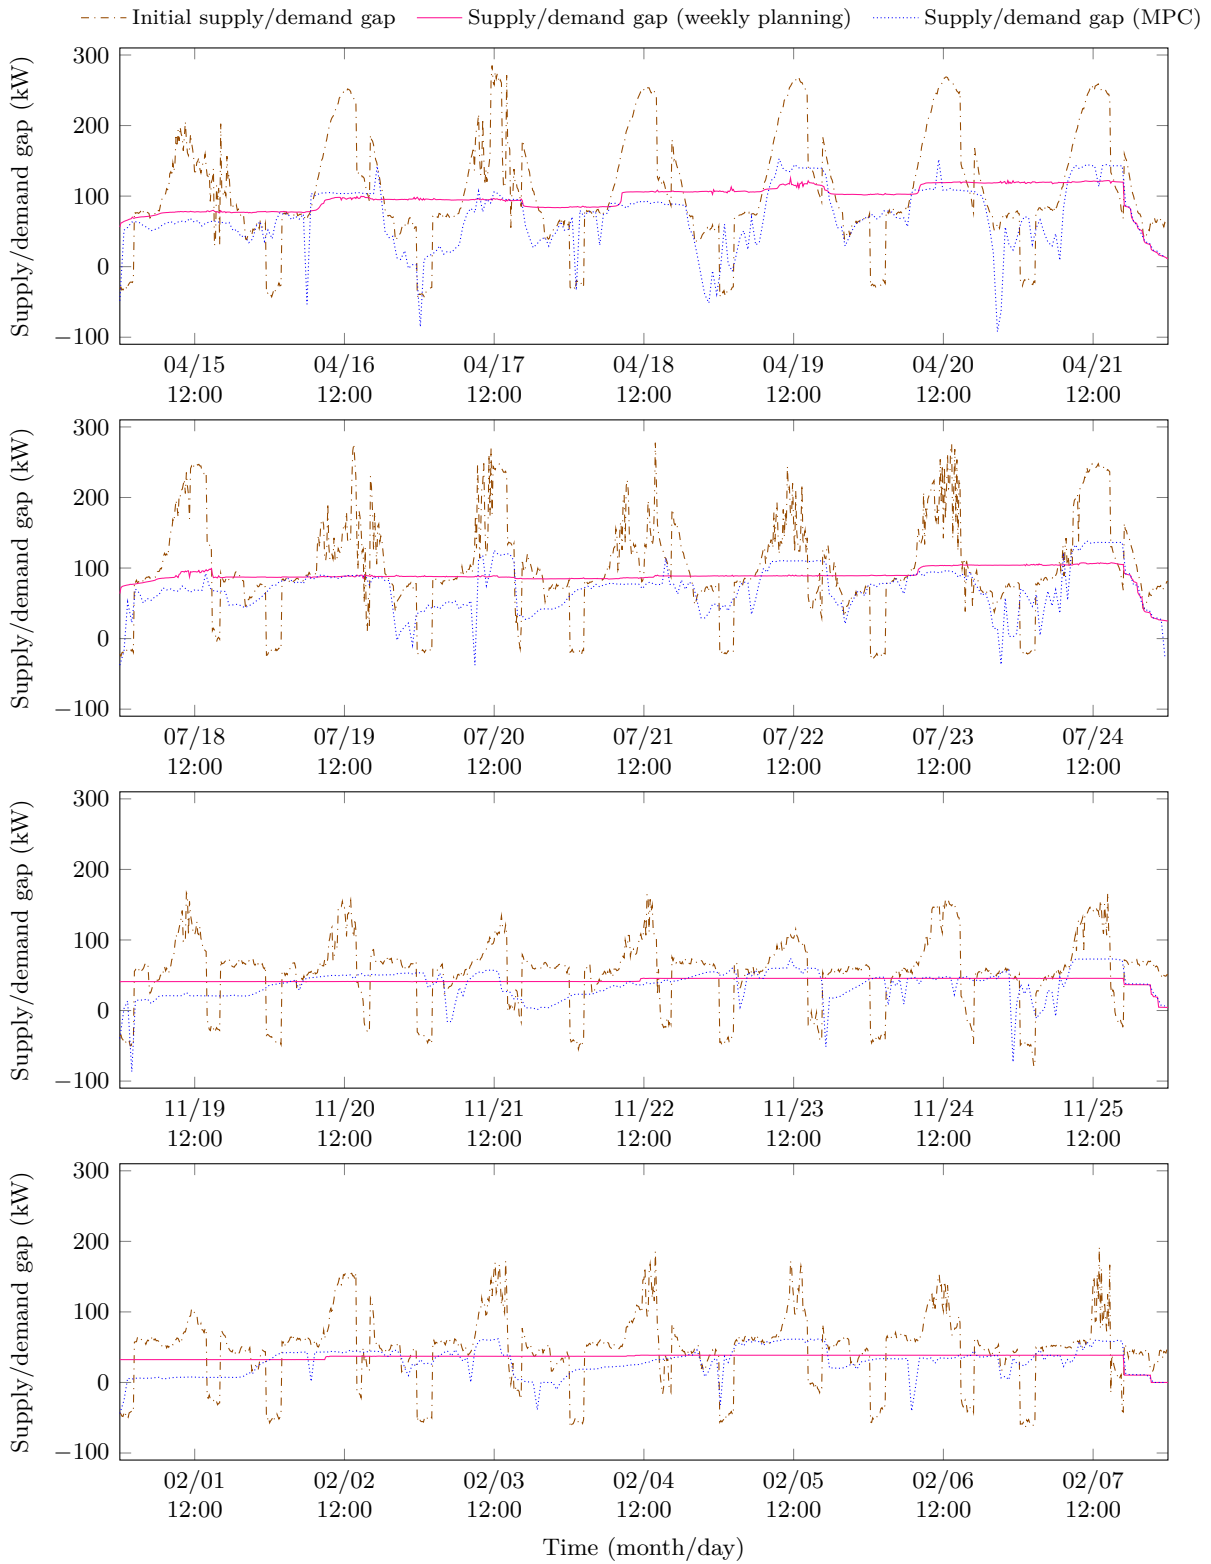 Initial supply/demand gap Supply/demand gap (weekly planning) Supply/demand gap (MPC)
Supply/demand gap (kW)
300
200
100
0
−100
04/15 04/16 04/17 04/18 04/19 04/20 04/21
12:00 12:00 12:00 12:00 12:00 12:00 12:00
Supply/demand gap (kW)
300
200
100
0
−100
07/18 07/19 07/20 07/21 07/22 07/23 07/24
12:00 12:00 12:00 12:00 12:00 12:00 12:00
Supply/demand gap (kW)
300
200
100
0
−100
11/19 11/20 11/21 11/22 11/23 11/24 11/25
12:00 12:00 12:00 12:00 12:00 12:00 12:00
Supply/demand gap (kW)
300
200
100
0
−100
02/01 02/02 02/03 02/04 02/05 02/06 02/07
12:00 12:00 12:00 12:00 12:00 12:00 12:00
Time (month/day)